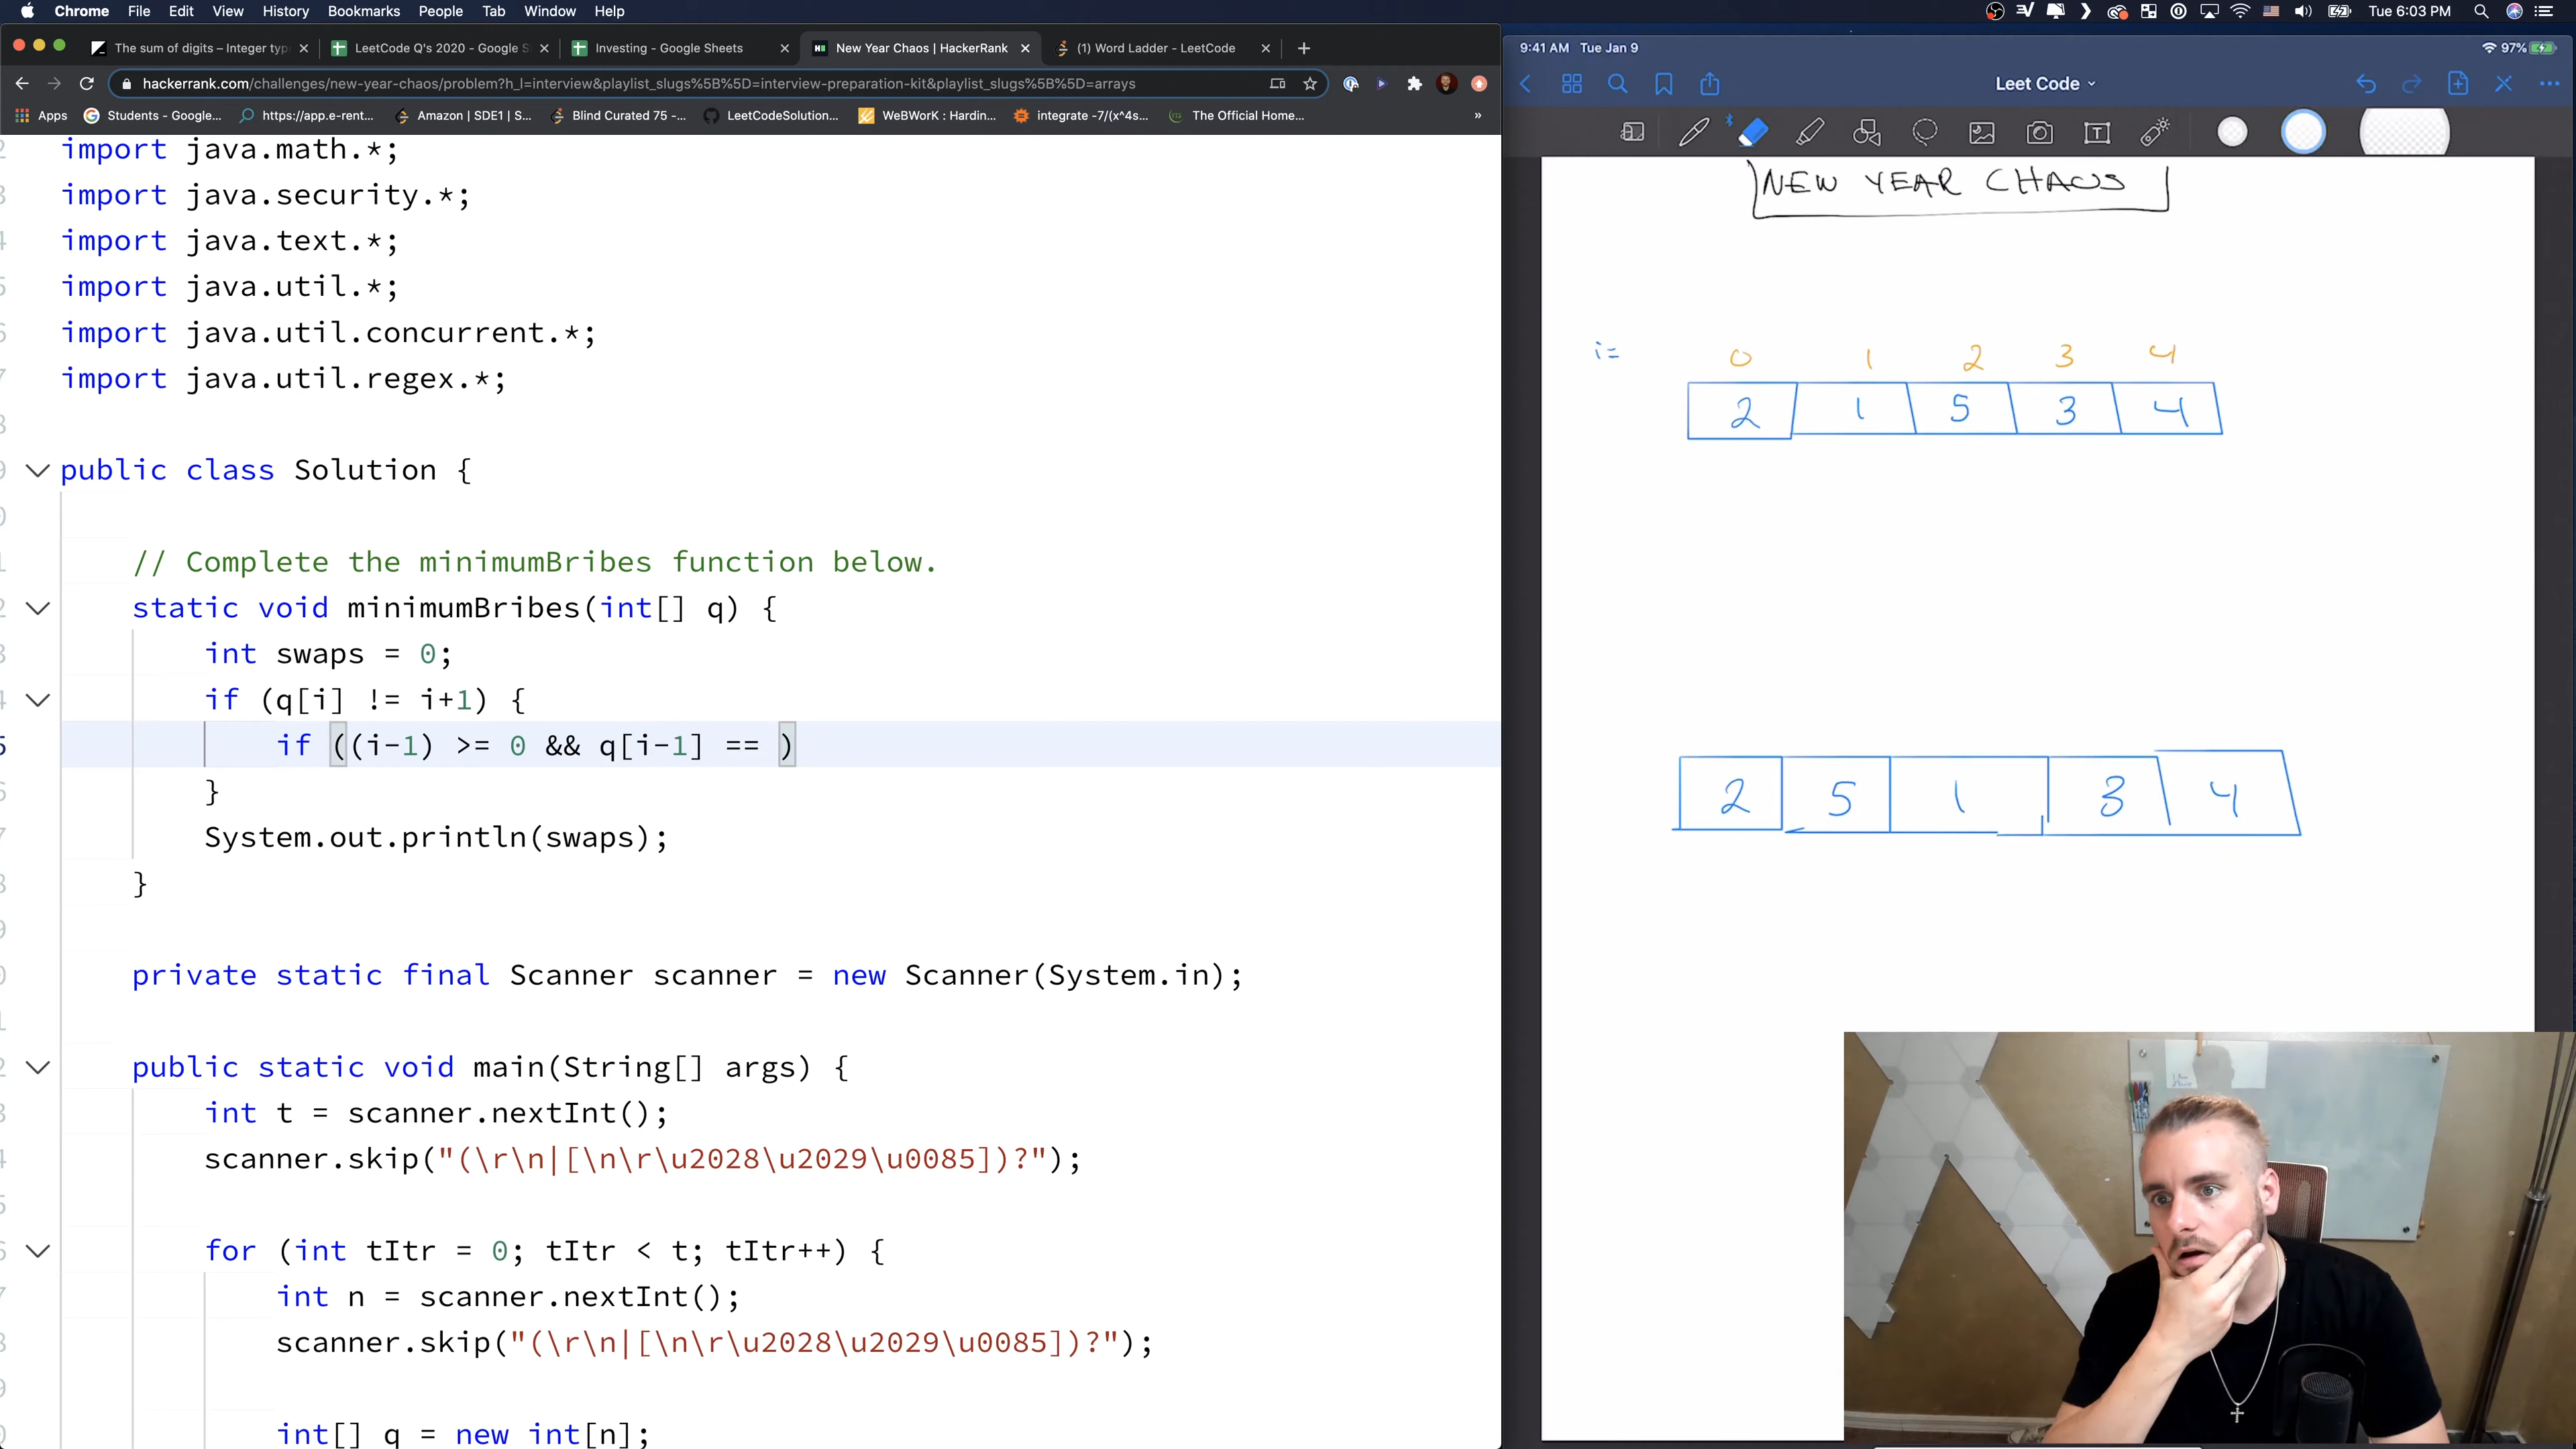 Chrome File Edit View History Bookmarks People Tab Window Help
Tue 6:03 PM
The sum of digits – Integer typ
LeetCode Q's 2020 - Google S
Investing - Google Sheets
New Year Chaos | HackerRank
(1) Word Ladder - LeetCode
hackerrank.com/challenges/new-year-chaos/problem?h_l=interview&playlist_slugs%5B%5D=interview-preparation-kit&playlist_slugs%5B%5D=arrays
Apps
Students - Google...
https://app.e-rent...
Amazon | SDE1 | S...
Blind Curated 75 -...
LeetCodeSolution...
WeBWorK : Hardin...
integrate -7/(x^4s...
The Official Home...
»
import java.math.*;
import java.security.*;
import java.text.*;
import java.util.*;
import java.util.concurrent.*;
import java.util.regex.*;
public class Solution {
// Complete the minimumBribes function below.
static void minimumBribes(int[] q) {
int swaps = 0;
if (q[i] != i+1) {
if ((i-1) >= 0 && q[i-1] == )
}
System.out.println(swaps);
}
private static final Scanner scanner = new Scanner(System.in);
public static void main(String[] args) {
int t = scanner.nextInt();
scanner.skip("(\r\n|[\n\r\u2028\u2029\u0085])?");
for (int tItr = 0; tItr < t; tItr++) {
int n = scanner.nextInt();
scanner.skip("(\r\n|[\n\r\u2028\u2029\u0085])?");
int[] q = new int[n];
9:41 AM Tue Jan 9
97%
Leet Code
NEW YEAR CHAOS
i= 0 1 2 3 4
2 1 5 3 4
2 5 1 3 4